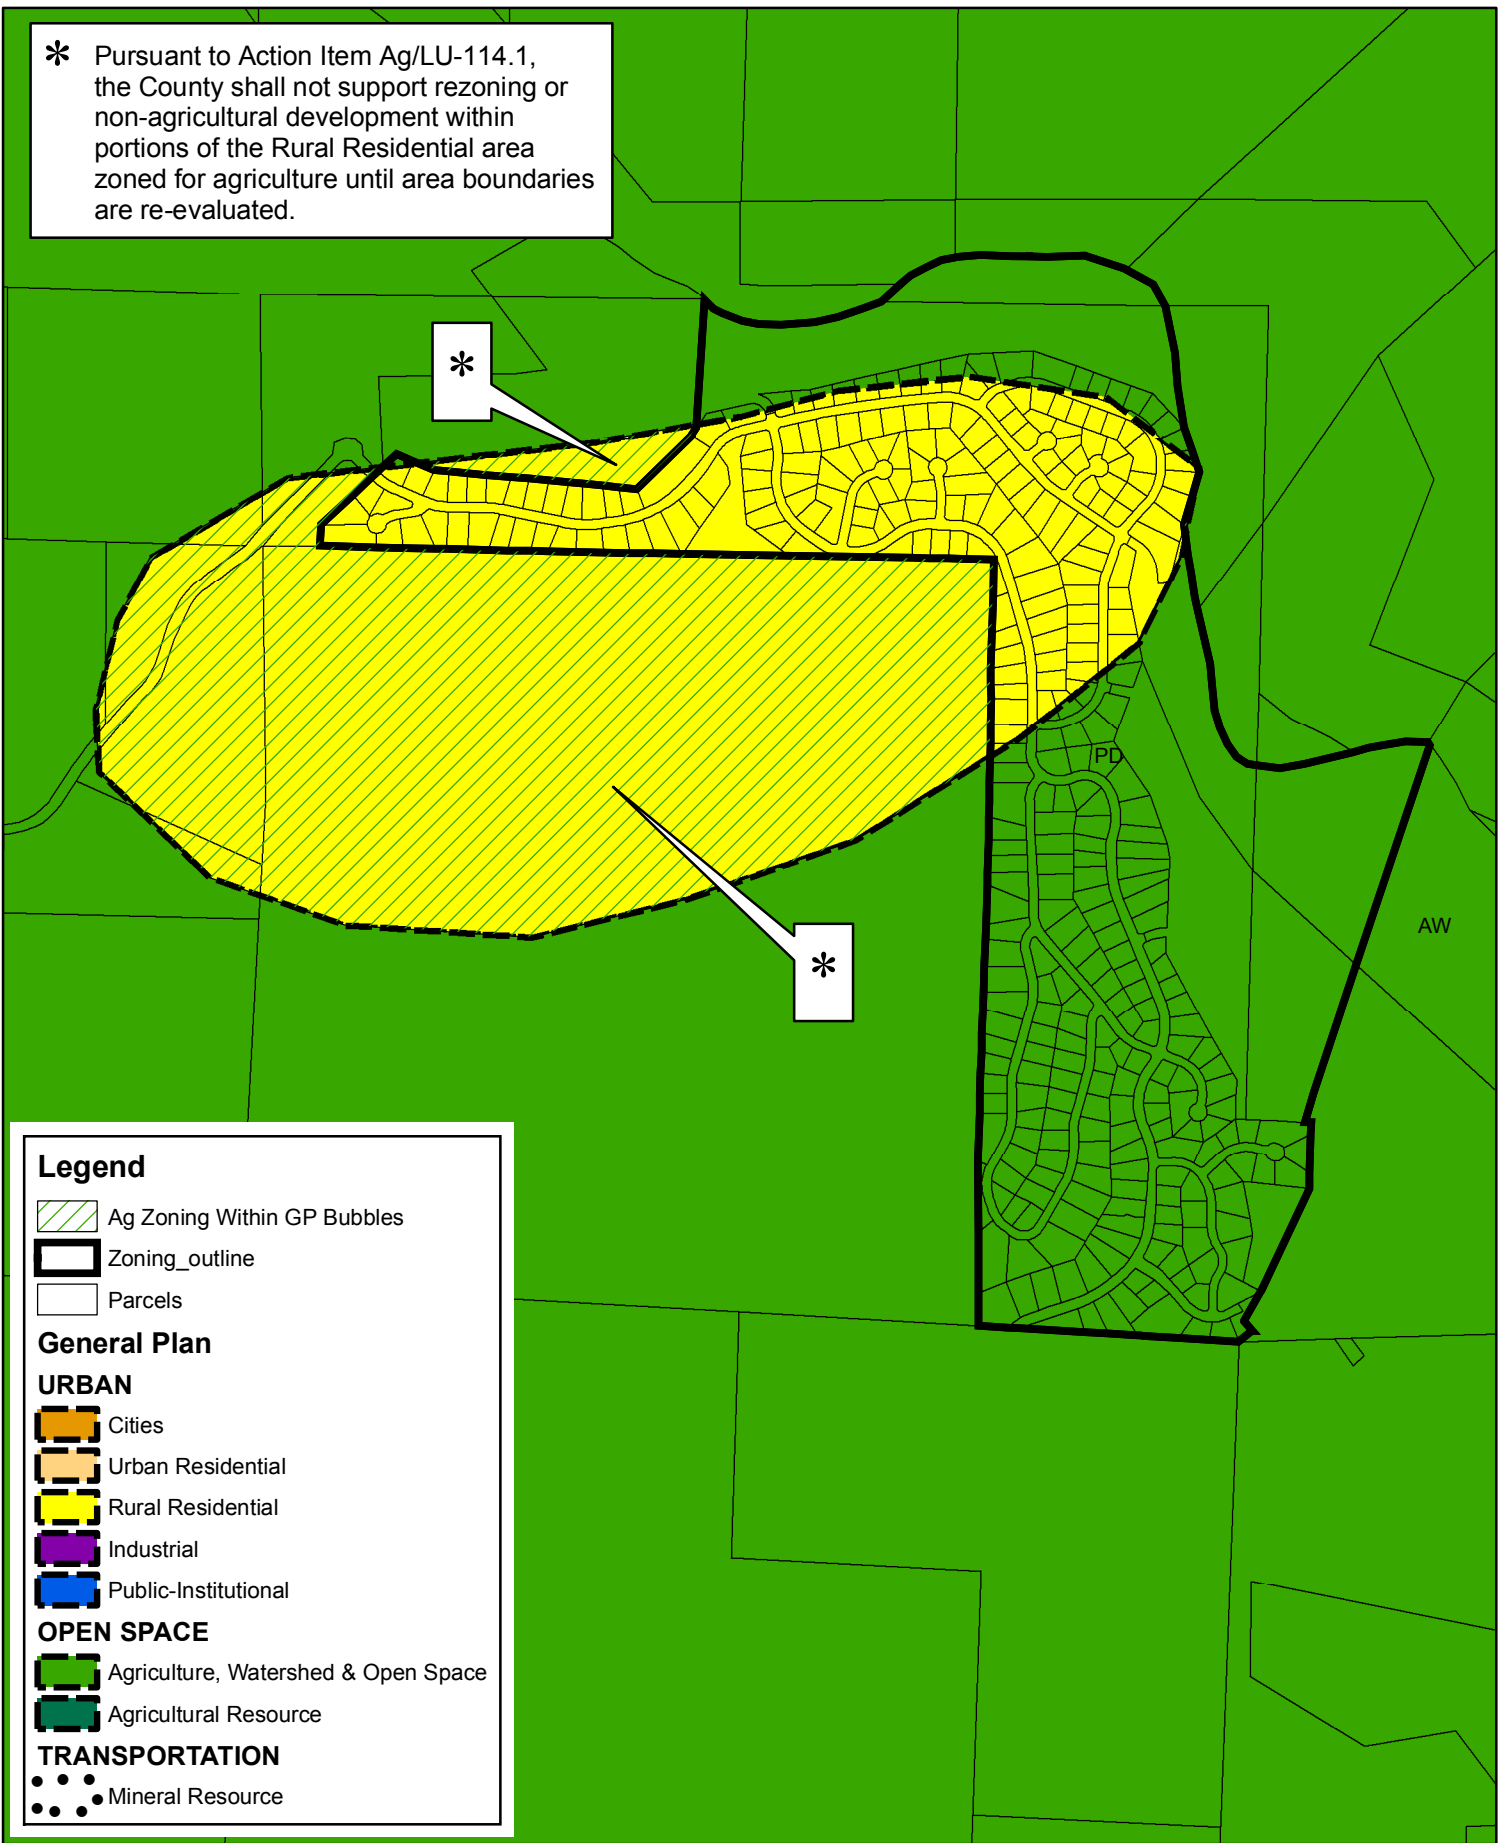 * Pursuant to Action Item Ag/LU-114.1,
the County shall not support rezoning or
non-agricultural development within
portions of the Rural Residential area
zoned for agriculture until area boundaries
are re-evaluated.
*
PD
AW
*
Legend
Ag Zoning Within GP Bubbles
Zoning_outline
Parcels
General Plan
URBAN
Cities
Urban Residential
Rural Residential
Industrial
Public-Institutional
OPEN SPACE
Agriculture, Watershed & Open Space
Agricultural Resource
TRANSPORTATION
Mineral Resource